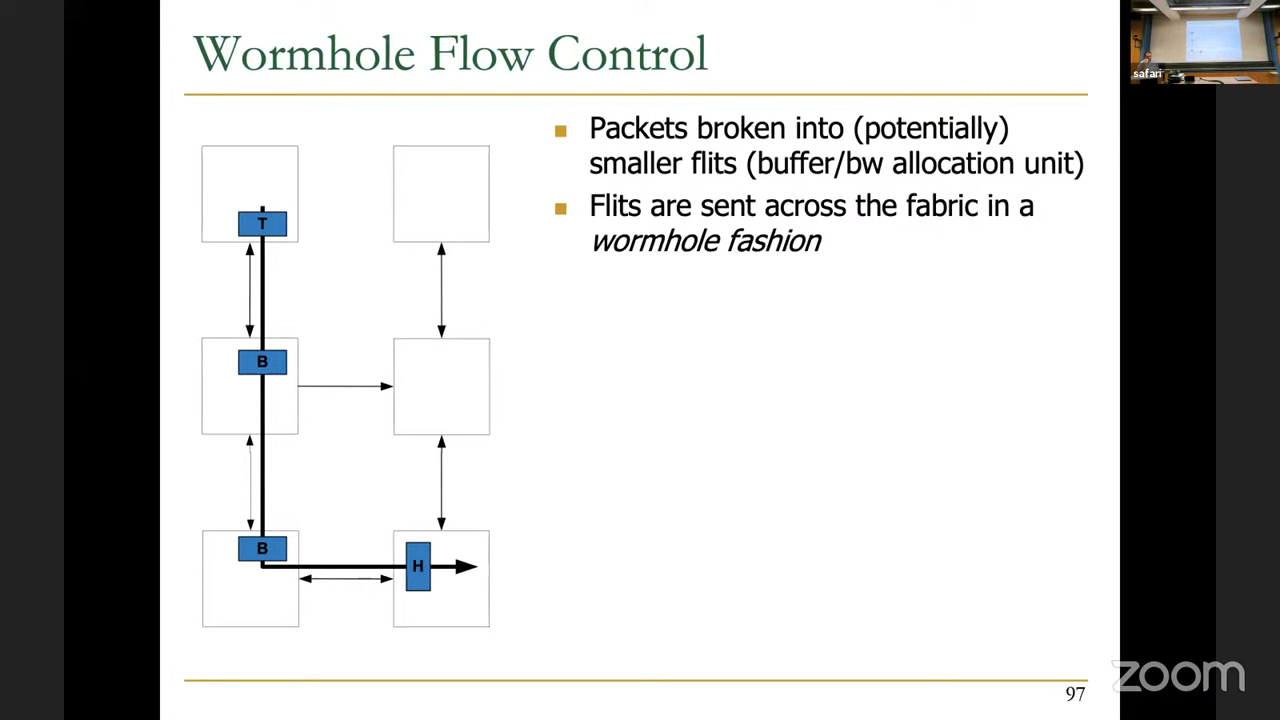 Wormhole Flow Control
safari
Packets broken into (potentially)
smaller flits (buffer/bw allocation unit)
Flits are sent across the fabric in a
wormhole fashion
T
B
B
H
97
zoom